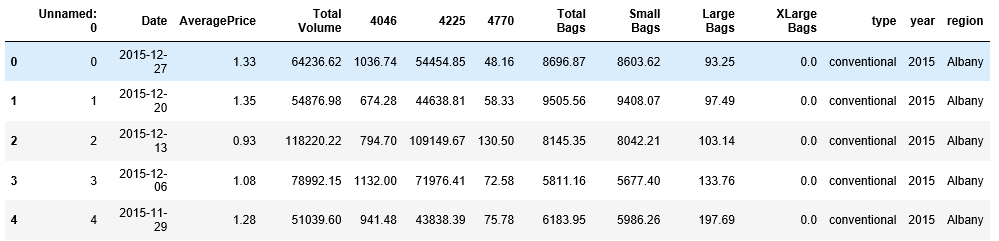 Unnamed: 0 Date AveragePrice Total Volume 4046 4225 4770 Total Bags Small Bags Large Bags XLarge Bags type year region
0 0 2015-12-27 1.33 64236.62 1036.74 54454.85 48.16 8696.87 8603.62 93.25 0.0 conventional 2015 Albany
1 1 2015-12-20 1.35 54876.98 674.28 44638.81 58.33 9505.56 9408.07 97.49 0.0 conventional 2015 Albany
2 2 2015-12-13 0.93 118220.22 794.70 109149.67 130.50 8145.35 8042.21 103.14 0.0 conventional 2015 Albany
3 3 2015-12-06 1.08 78992.15 1132.00 71976.41 72.58 5811.16 5677.40 133.76 0.0 conventional 2015 Albany
4 4 2015-11-29 1.28 51039.60 941.48 43838.39 75.78 6183.95 5986.26 197.69 0.0 conventional 2015 Albany